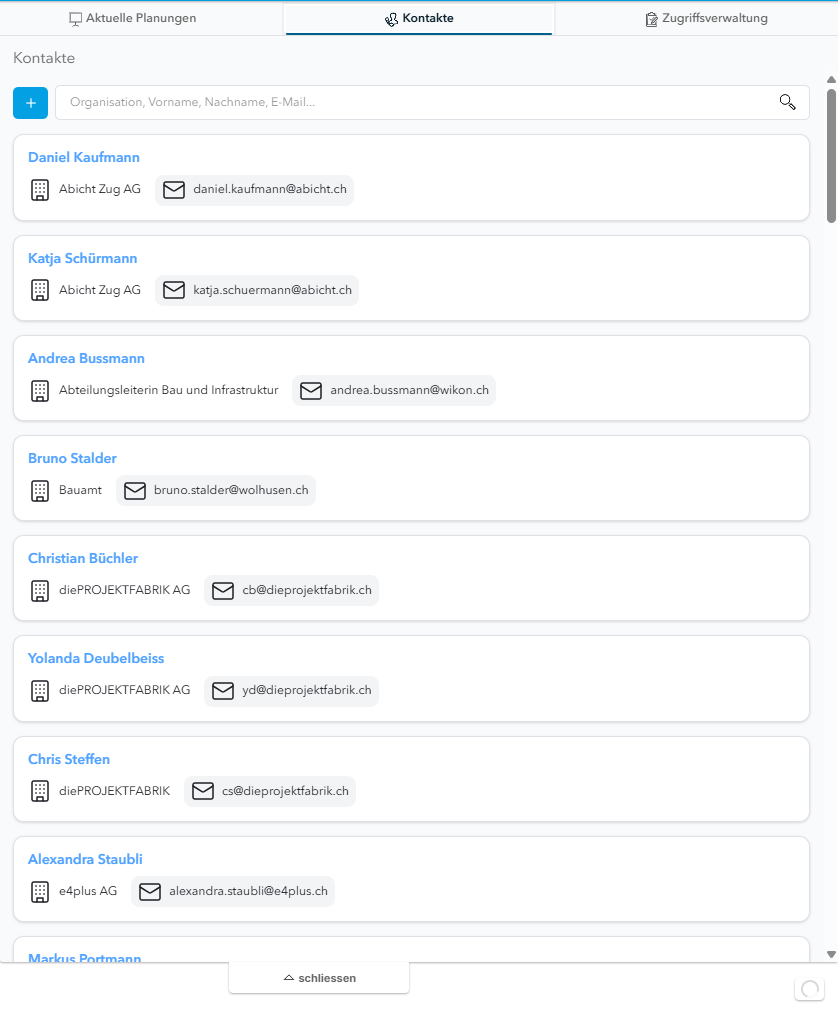 Aktuelle Planungen
Kontakte
Zugriffsverwaltung
Kontakte
+
Organisation, Vorname, Nachname, E-Mail...
Daniel Kaufmann
Abicht Zug AG daniel.kaufmann@abicht.ch
Katja Schürmann
Abicht Zug AG katja.schuermann@abicht.ch
Andrea Bussmann
Abteilungsleiterin Bau und Infrastruktur andrea.bussmann@wikon.ch
Bruno Stalder
Bauamt bruno.stalder@wolhusen.ch
Christian Büchler
diePROJEKTFABRIK AG cb@dieprojektfabrik.ch
Yolanda Deubelbeiss
diePROJEKTFABRIK AG yd@dieprojektfabrik.ch
Chris Steffen
diePROJEKTFABRIK cs@dieprojektfabrik.ch
Alexandra Staubli
e4plus AG alexandra.staubli@e4plus.ch
Markus Portmann
schliessen